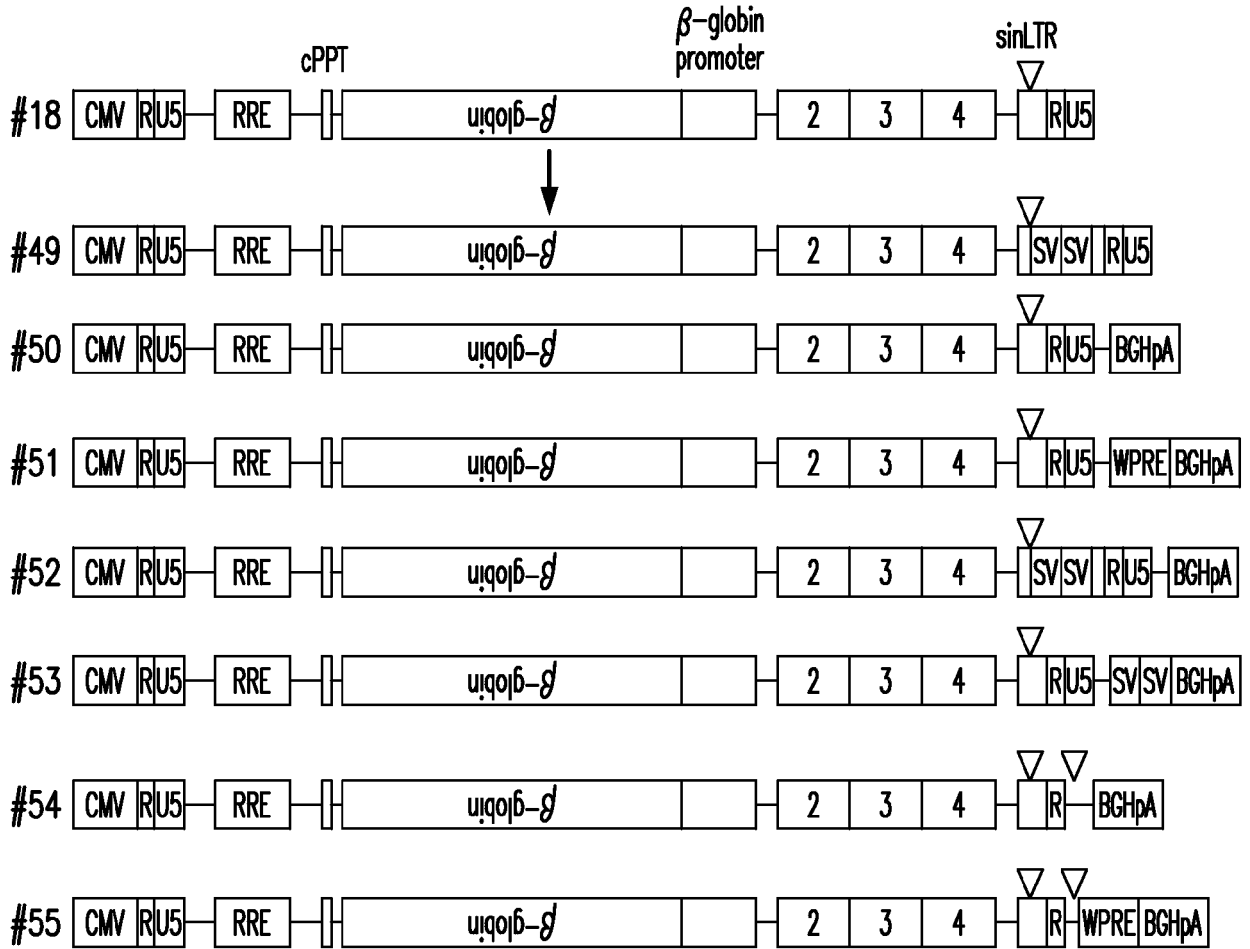 cPPT β-globin promoter sinLTR
#18 CMV R U5 RRE β-globin 2 3 4 R U5
#49 CMV R U5 RRE β-globin 2 3 4 SV SV R U5
#50 CMV R U5 RRE β-globin 2 3 4 R U5 BGHpA
#51 CMV R U5 RRE β-globin 2 3 4 R U5 WPRE BGHpA
#52 CMV R U5 RRE β-globin 2 3 4 SV SV R U5 BGHpA
#53 CMV R U5 RRE β-globin 2 3 4 R U5 SV SV BGHpA
#54 CMV R U5 RRE β-globin 2 3 4 R BGHpA
#55 CMV R U5 RRE β-globin 2 3 4 R WPRE BGHpA